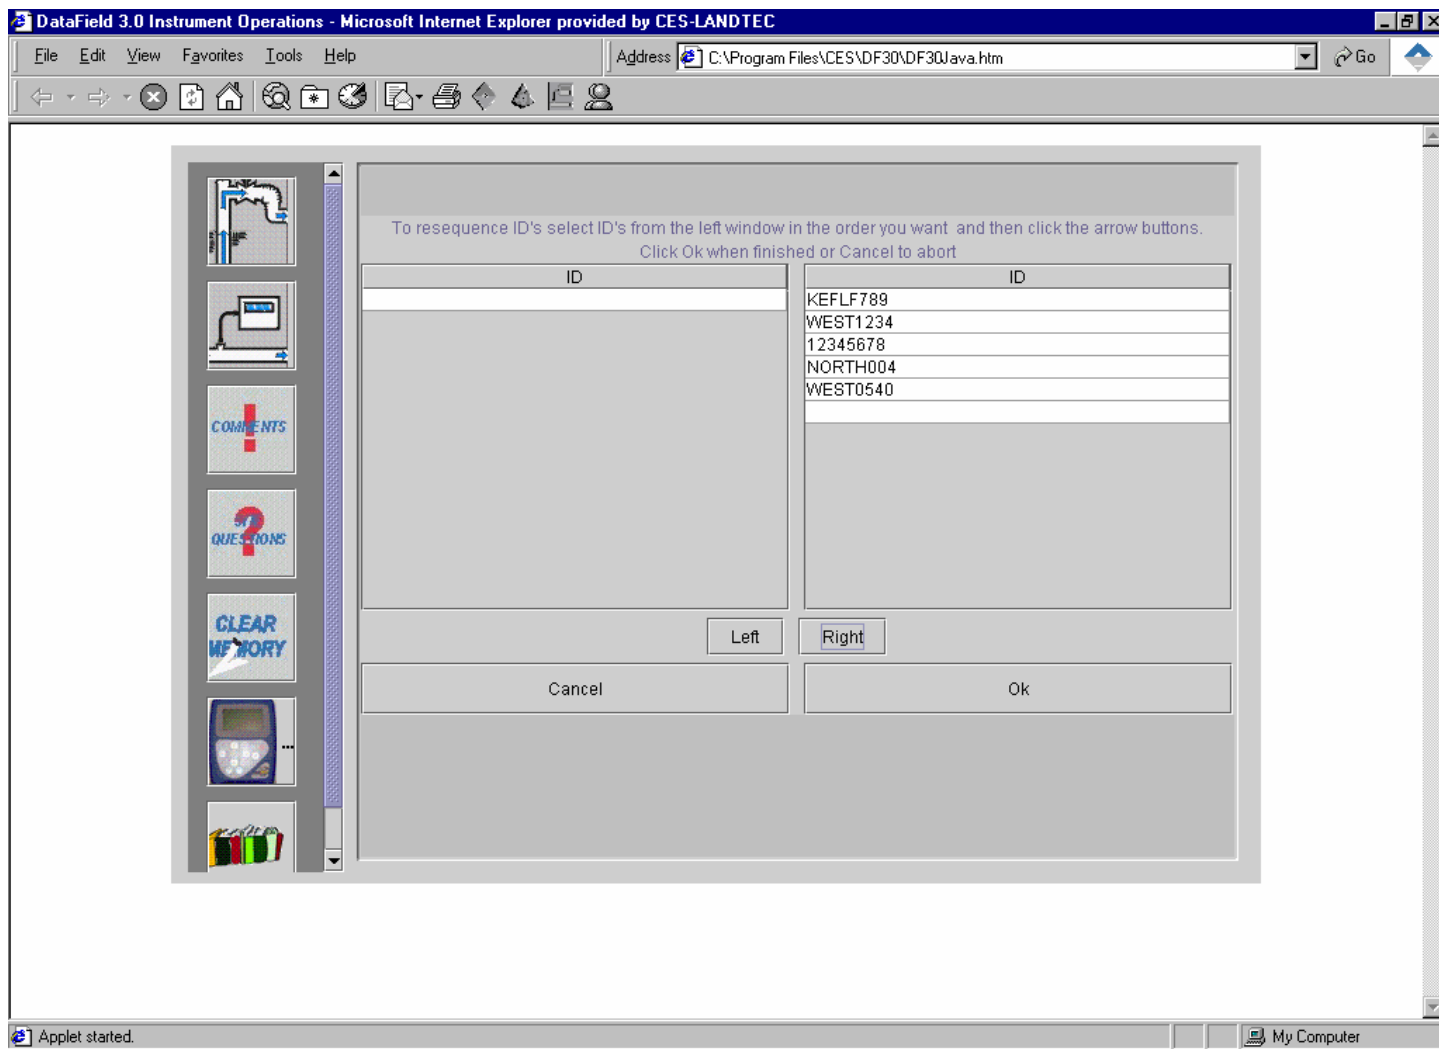 DataField 3.0 Instrument Operations - Microsoft Internet Explorer provided by CES-LANDTEC
File Edit View Favorites Tools Help
Address C:\Program Files\CES\DF30\DF30Java.htm Go
To resequence ID's select ID's from the left window in the order you want and then click the arrow buttons.
Click Ok when finished or Cancel to abort
ID ID
KEFLF789
WEST1234
12345678
NORTH004
WEST0540
COMMENTS
QUESTIONS
CLEAR
MEMORY
Left Right
Cancel Ok
Applet started. My Computer